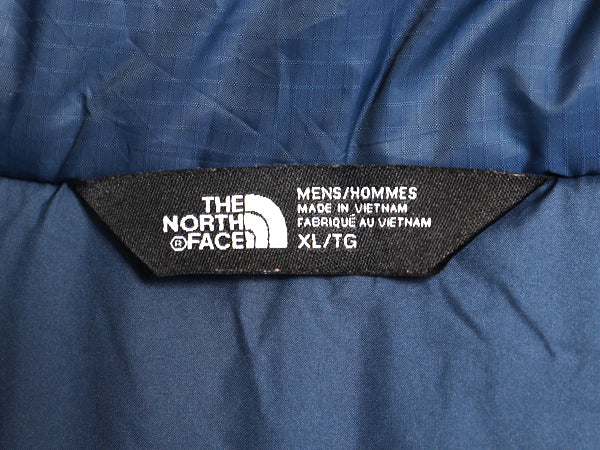 THE
NORTH
® FACE
MENS/HOMMES
MADE IN VIETNAM
FABRIQUÉ AU VIETNAM
XL/TG